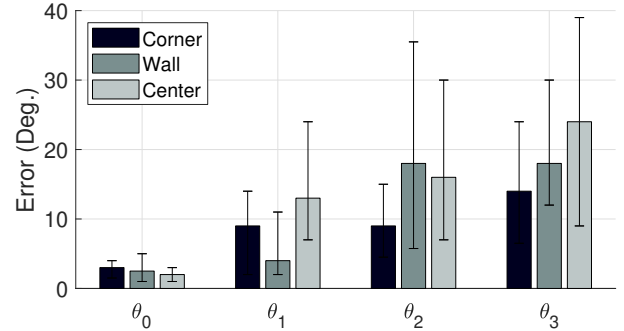 40
30
20
10
0
Error (Deg.)
Corner
Wall
Center
θ0 θ1 θ2 θ3